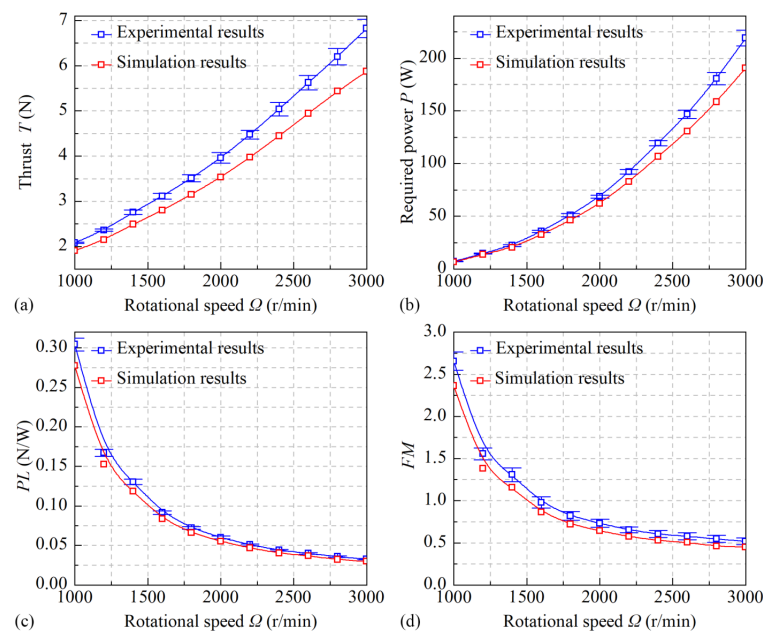 7
6
5
4
3
2
Thrust T (N)
Experimental results
Simulation results
1000 1500 2000 2500 3000
(a) Rotational speed Ω (r/min)
200
150
100
50
0
Required power P (W)
Experimental results
Simulation results
1000 1500 2000 2500 3000
(b) Rotational speed Ω (r/min)
0.30
0.25
0.20
0.15
0.10
0.05
0.00
PL (N/W)
Experimental results
Simulation results
1000 1500 2000 2500 3000
(c) Rotational speed Ω (r/min)
3.0
2.5
2.0
1.5
1.0
0.5
0.0
FM
Experimental results
Simulation results
1000 1500 2000 2500 3000
(d) Rotational speed Ω (r/min)